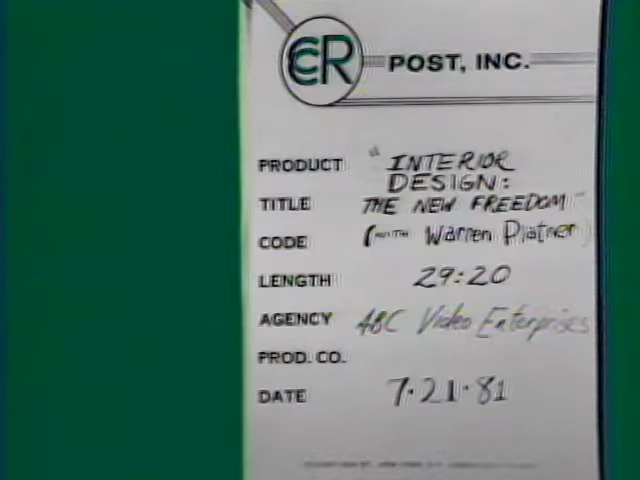 CCR POST, INC.
PRODUCT " INTERIOR
DESIGN:
TITLE THE NEW FREEDOM "
CODE (WITH Warren Platner)
LENGTH 29:20
AGENCY ABC Video Enterprises
PROD. CO.
DATE 7·21·81